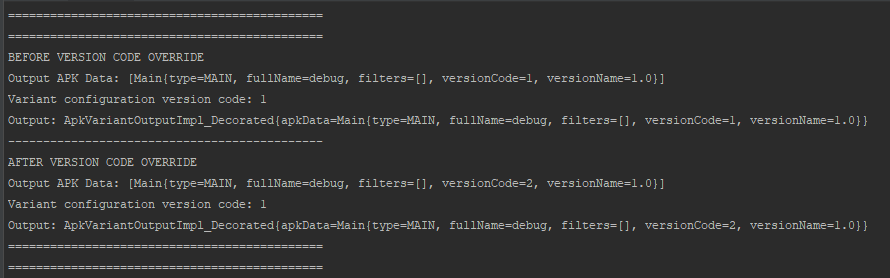 =============================================
=============================================
BEFORE VERSION CODE OVERRIDE
Output APK Data: [Main{type=MAIN, fullName=debug, filters=[], versionCode=1, versionName=1.0}]
Variant configuration version code: 1
Output: ApkVariantOutputImpl_Decorated{apkData=Main{type=MAIN, fullName=debug, filters=[], versionCode=1, versionName=1.0}}
---------------------------------------------
AFTER VERSION CODE OVERRIDE
Output APK Data: [Main{type=MAIN, fullName=debug, filters=[], versionCode=2, versionName=1.0}]
Variant configuration version code: 1
Output: ApkVariantOutputImpl_Decorated{apkData=Main{type=MAIN, fullName=debug, filters=[], versionCode=2, versionName=1.0}}
=============================================
=============================================